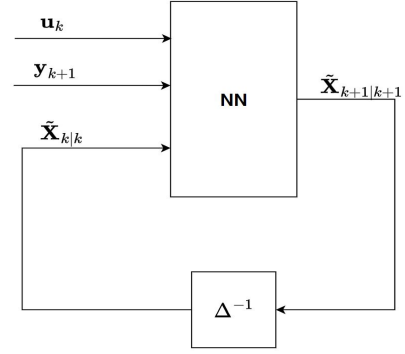 u_k
y_{k+1}
X̃_{k|k}
NN
X̃_{k+1|k+1}
Δ^{-1}